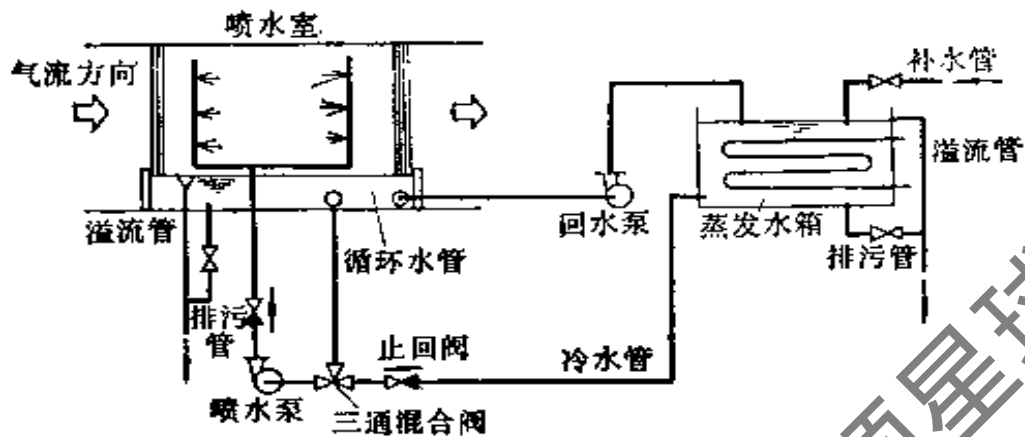 喷水室
气流方向
补水管
溢流管
回水泵
蒸发水箱
溢流管
循环水管
排污管
排污
管
止回阀
冷水管
喷水泵
三通混合阀